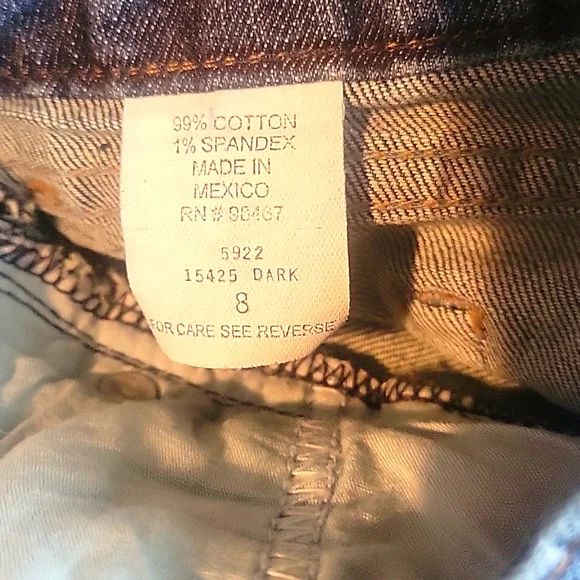 99% COTTON
1% SPANDEX
MADE IN
MEXICO
RN # 98467
5922
15425 DARK
8
FOR CARE SEE REVERSE